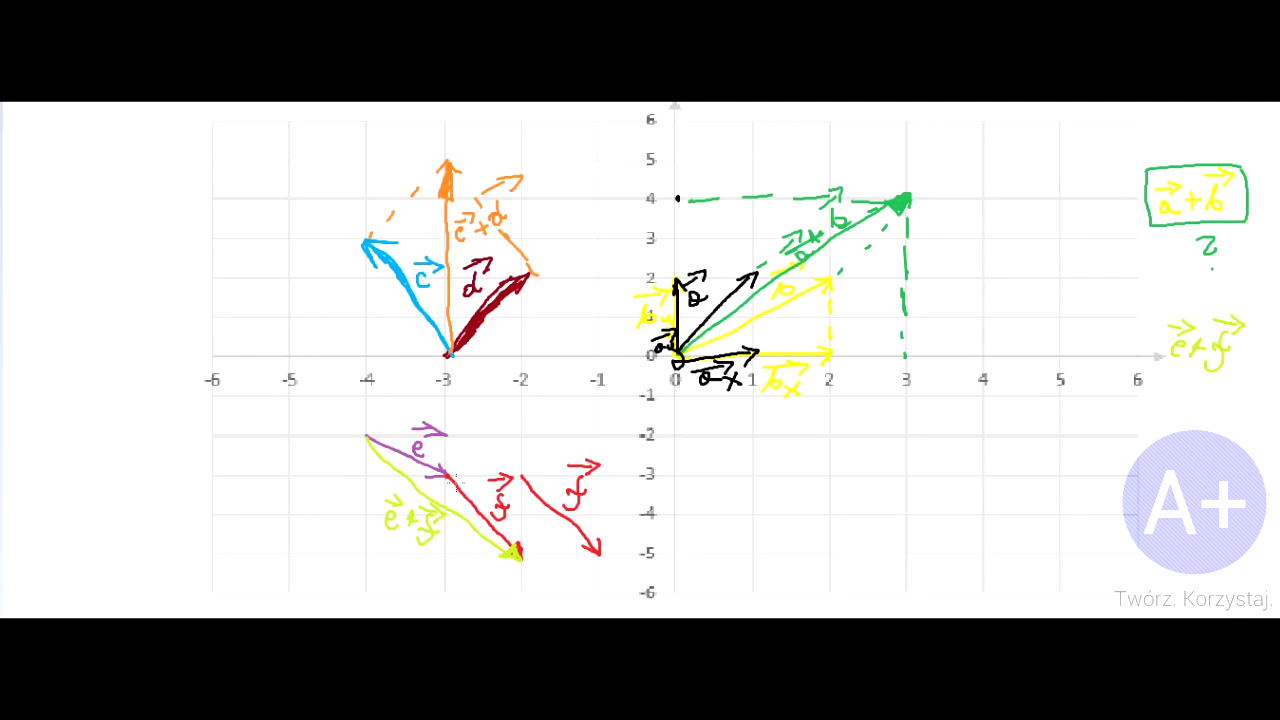 6
5
4
3
2
1
0
-6 -5 -4 -3 -2 -1 0 1 2 3 4 5 6
-1
-2
-3
-4
-5
-6
c
d
c+d
a
b
a+b
ax
bx
a+b
?
e+f
e
f
f
e+f
A+
Twórz. Korzystaj.